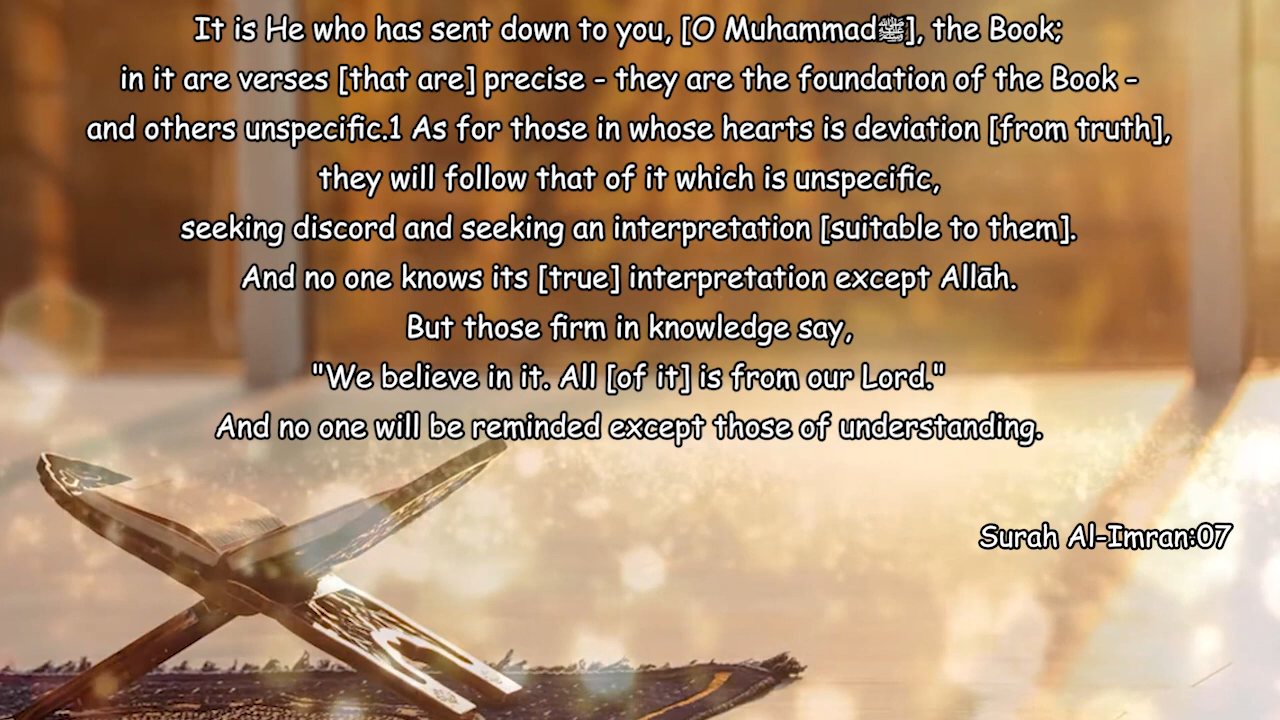 It is He who has sent down to you, [O Muhammadﷺ], the Book;
in it are verses [that are] precise – they are the foundation of the Book –
and others unspecific.1 As for those in whose hearts is deviation [from truth],
they will follow that of it which is unspecific,
seeking discord and seeking an interpretation [suitable to them].
And no one knows its [true] interpretation except Allāh.
But those firm in knowledge say,
"We believe in it. All [of it] is from our Lord."
And no one will be reminded except those of understanding.
Surah Al-Imran:07